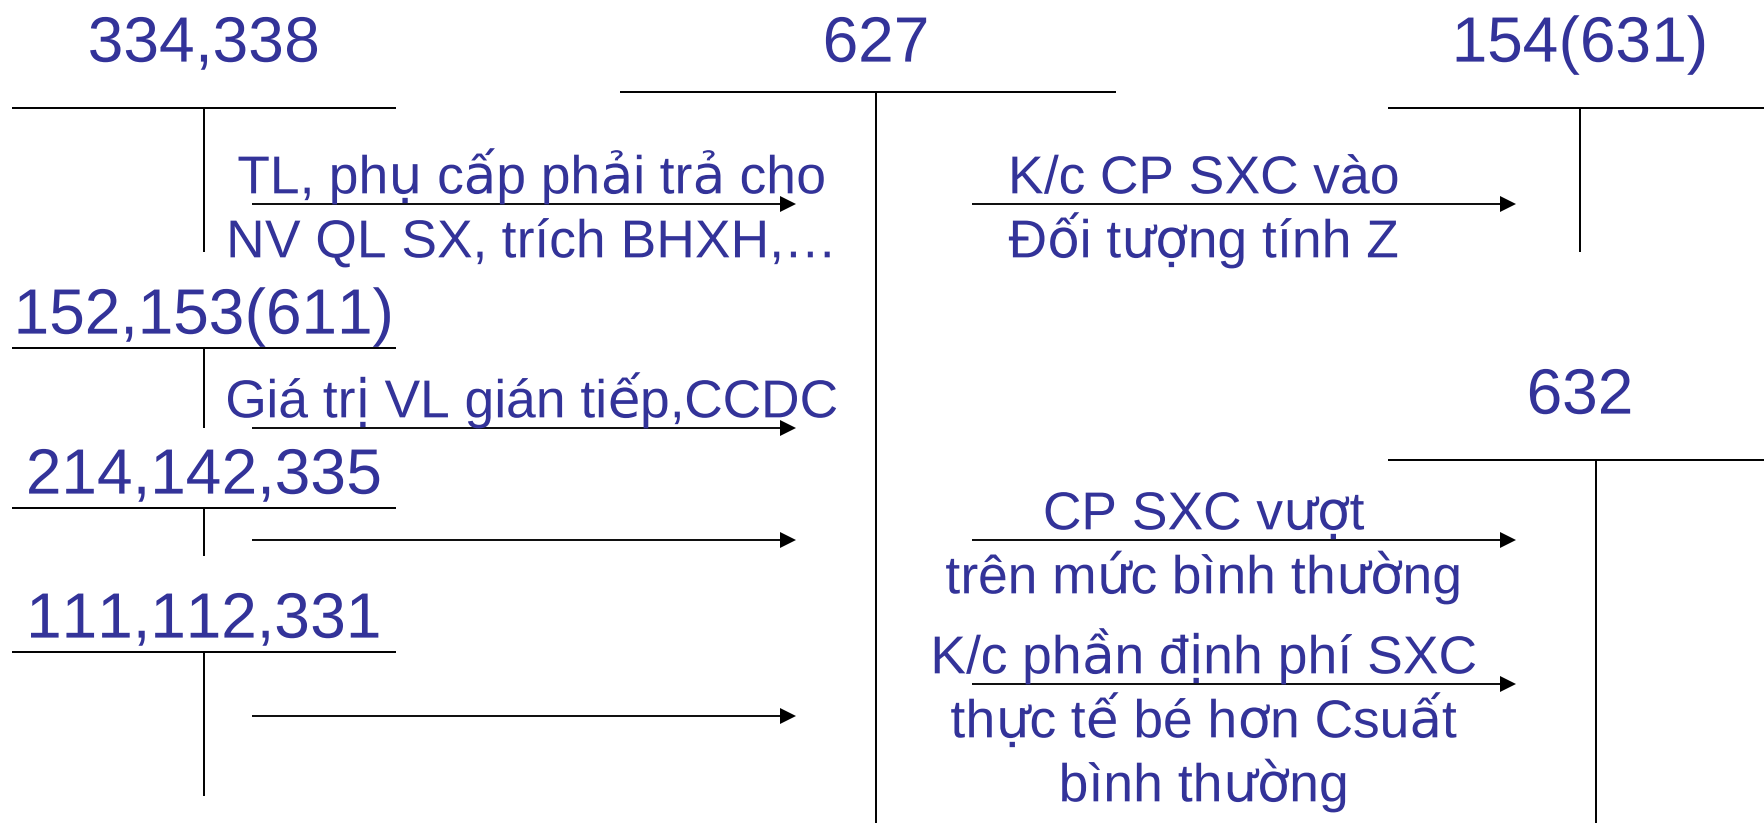 334,338
627
154(631)
TL, phụ cấp phải trả cho
NV QL SX, trích BHXH,…
K/c CP SXC vào
Đối tượng tính Z
152,153(611)
Giá trị VL gián tiếp,CCDC
632
214,142,335
CP SXC vượt
trên mức bình thường
111,112,331
K/c phần định phí SXC
thực tế bé hơn Csuất
bình thường